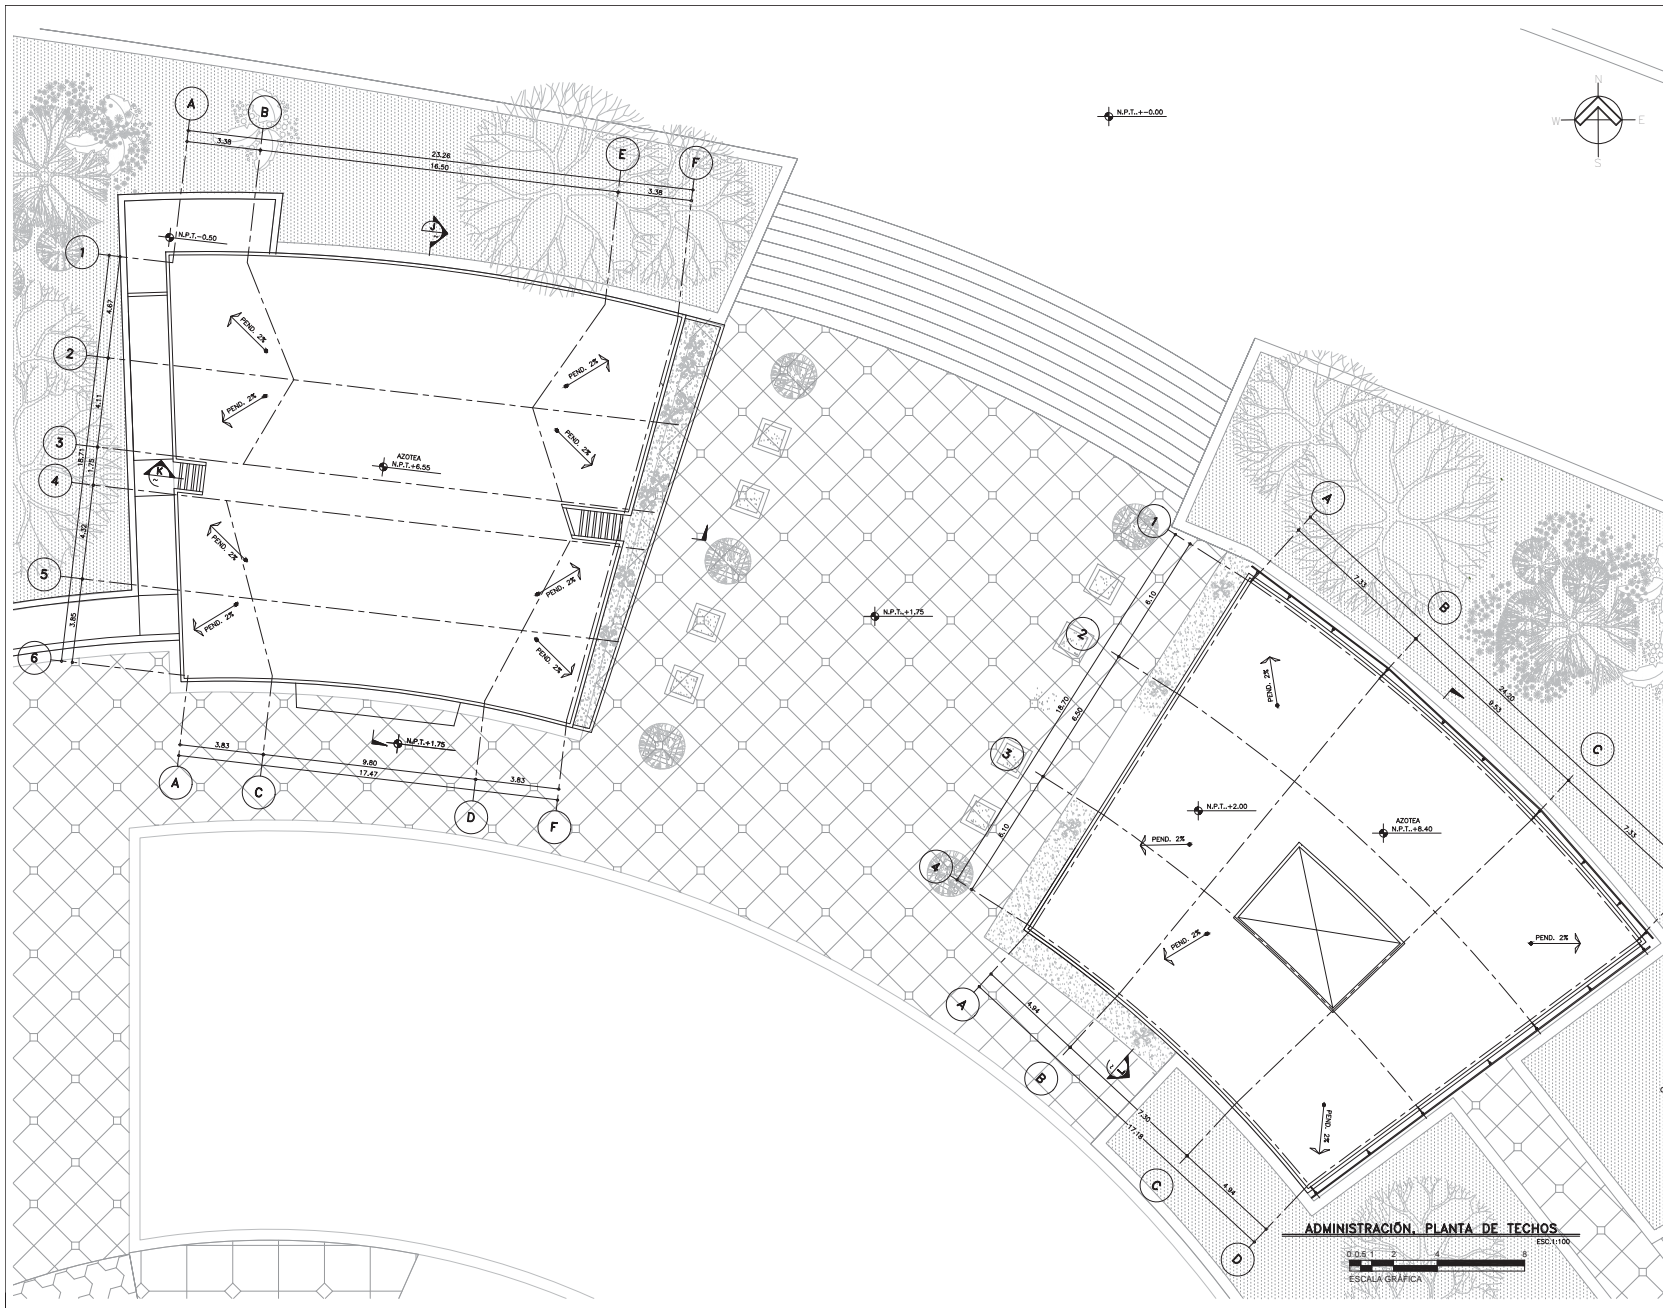 A
B
E
F
N
W
E
S
N.P.T.+-0.00
23.26
3.38
16.50
3.38
J
N.P.T.-0.50
1
2
3
4
5
6
4.67
4.11
18.71
1.75
4.32
3.85
PEND. 2%
PEND. 2%
PEND. 2%
PEND. 2%
AZOTEA
N.P.T.+6.55
K
PEND. 2%
PEND. 2%
PEND. 2%
PEND. 2%
N.P.T.+1.75
N.P.T.+1.75
3.83
9.80
3.83
17.47
A
C
D
F
1
2
3
4
6.10
18.70
6.50
6.10
A
B
C
7.33
24.20
9.53
7.33
PEND. 2%
N.P.T.+2.00
AZOTEA
N.P.T.+8.40
PEND. 2%
PEND. 2%
PEND. 2%
PEND. 2%
A
B
C
D
4.94
7.30
17.18
4.94
L
ADMINISTRACIÓN, PLANTA DE TECHOS
ESC.1:100
0 0.5 1 2 4 8
ESCALA GRÁFICA